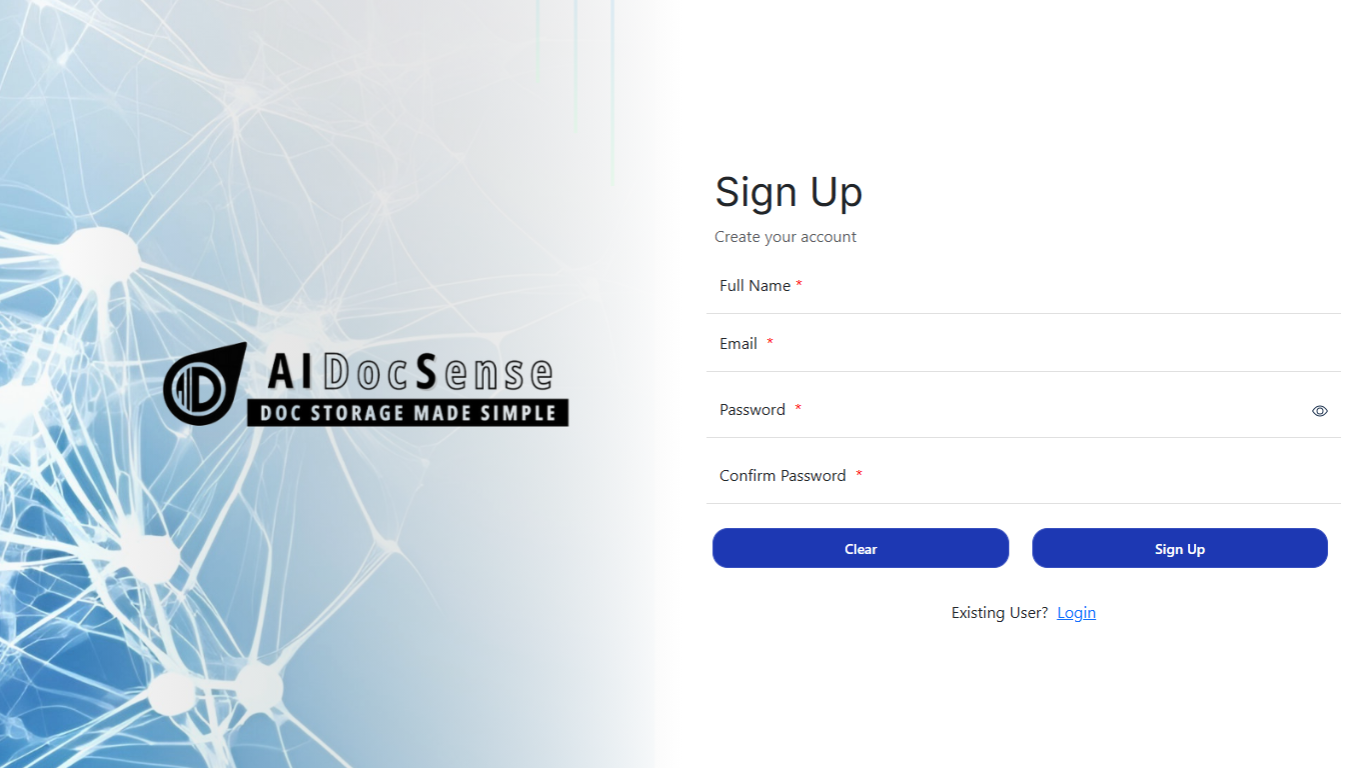 AIDocSense
DOC STORAGE MADE SIMPLE
Sign Up
Create your account
Full Name *
Email *
Password *
Confirm Password *
Clear
Sign Up
Existing User? Login